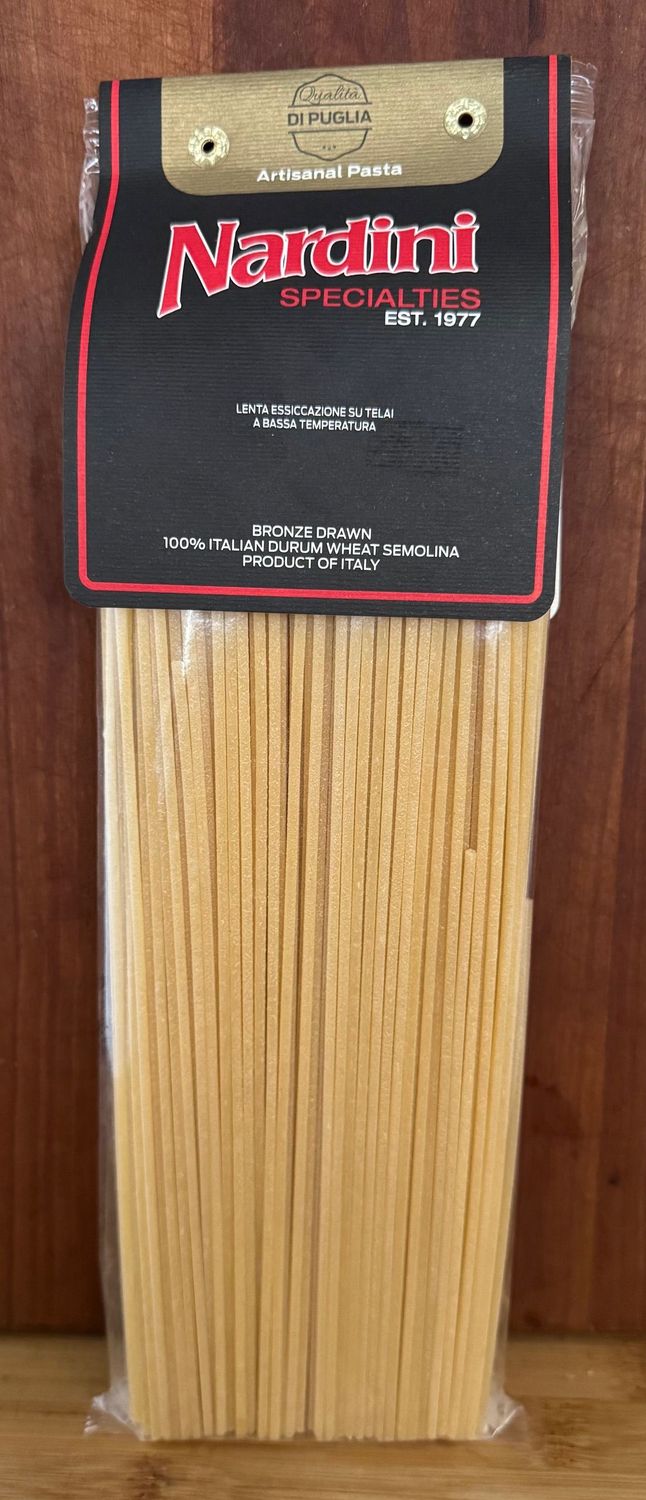 Qualità
DI PUGLIA
Artisanal Pasta
Nardini
SPECIALTIES
EST. 1977
LENTA ESSICCAZIONE SU TELAI
A BASSA TEMPERATURA
BRONZE DRAWN
100% ITALIAN DURUM WHEAT SEMOLINA
PRODUCT OF ITALY